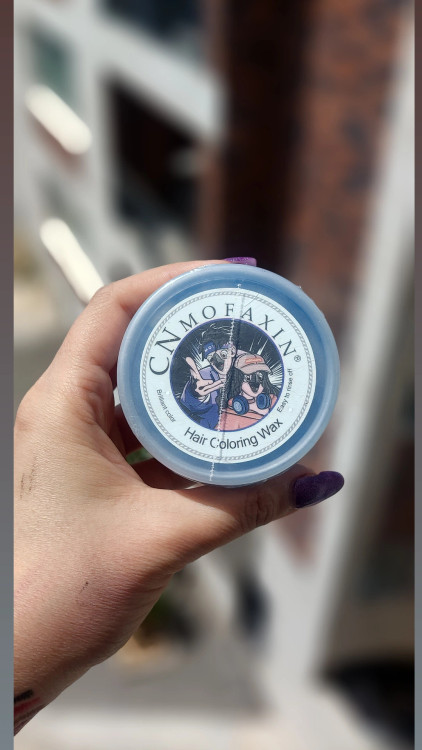 CNMOFAXIN®
Brilliant color
Easy to rinse off
Hair Coloring Wax